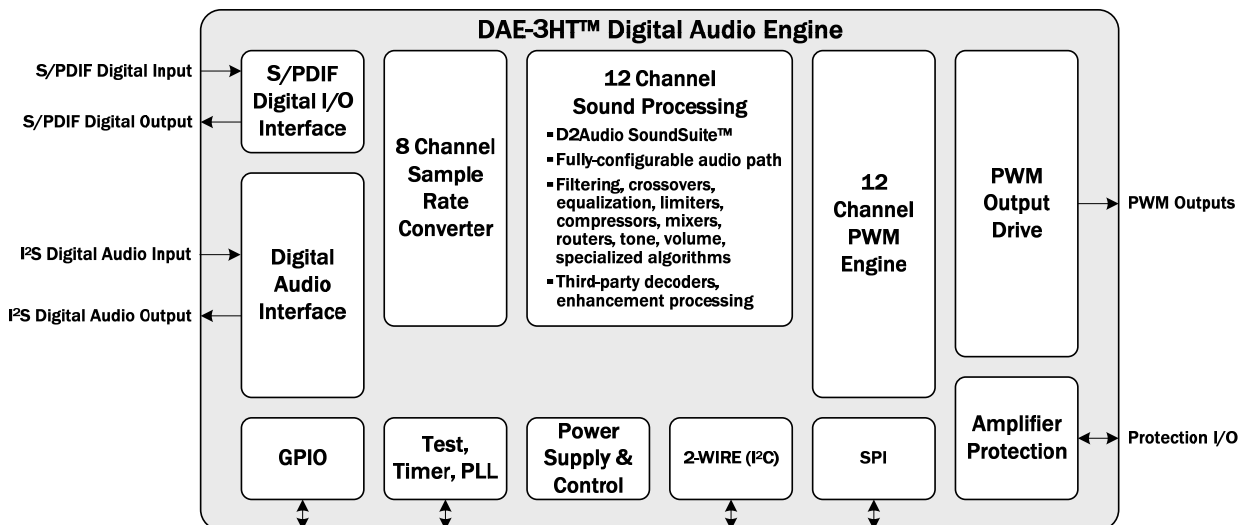 DAE-3HT™ Digital Audio Engine
S/PDIF Digital Input
S/PDIF Digital Output
S/PDIF
Digital I/O
Interface
I²S Digital Audio Input
I²S Digital Audio Output
Digital
Audio
Interface
8 Channel
Sample
Rate
Converter
12 Channel
Sound Processing
▪D2Audio SoundSuite™
▪Fully-configurable audio path
▪Filtering, crossovers,
equalization, limiters,
compressors, mixers,
routers, tone, volume,
specialized algorithms
▪Third-party decoders,
enhancement processing
12
Channel
PWM
Engine
PWM
Output
Drive
PWM Outputs
GPIO
Test,
Timer, PLL
Power
Supply &
Control
2-WIRE (I²C)
SPI
Amplifier
Protection
Protection I/O